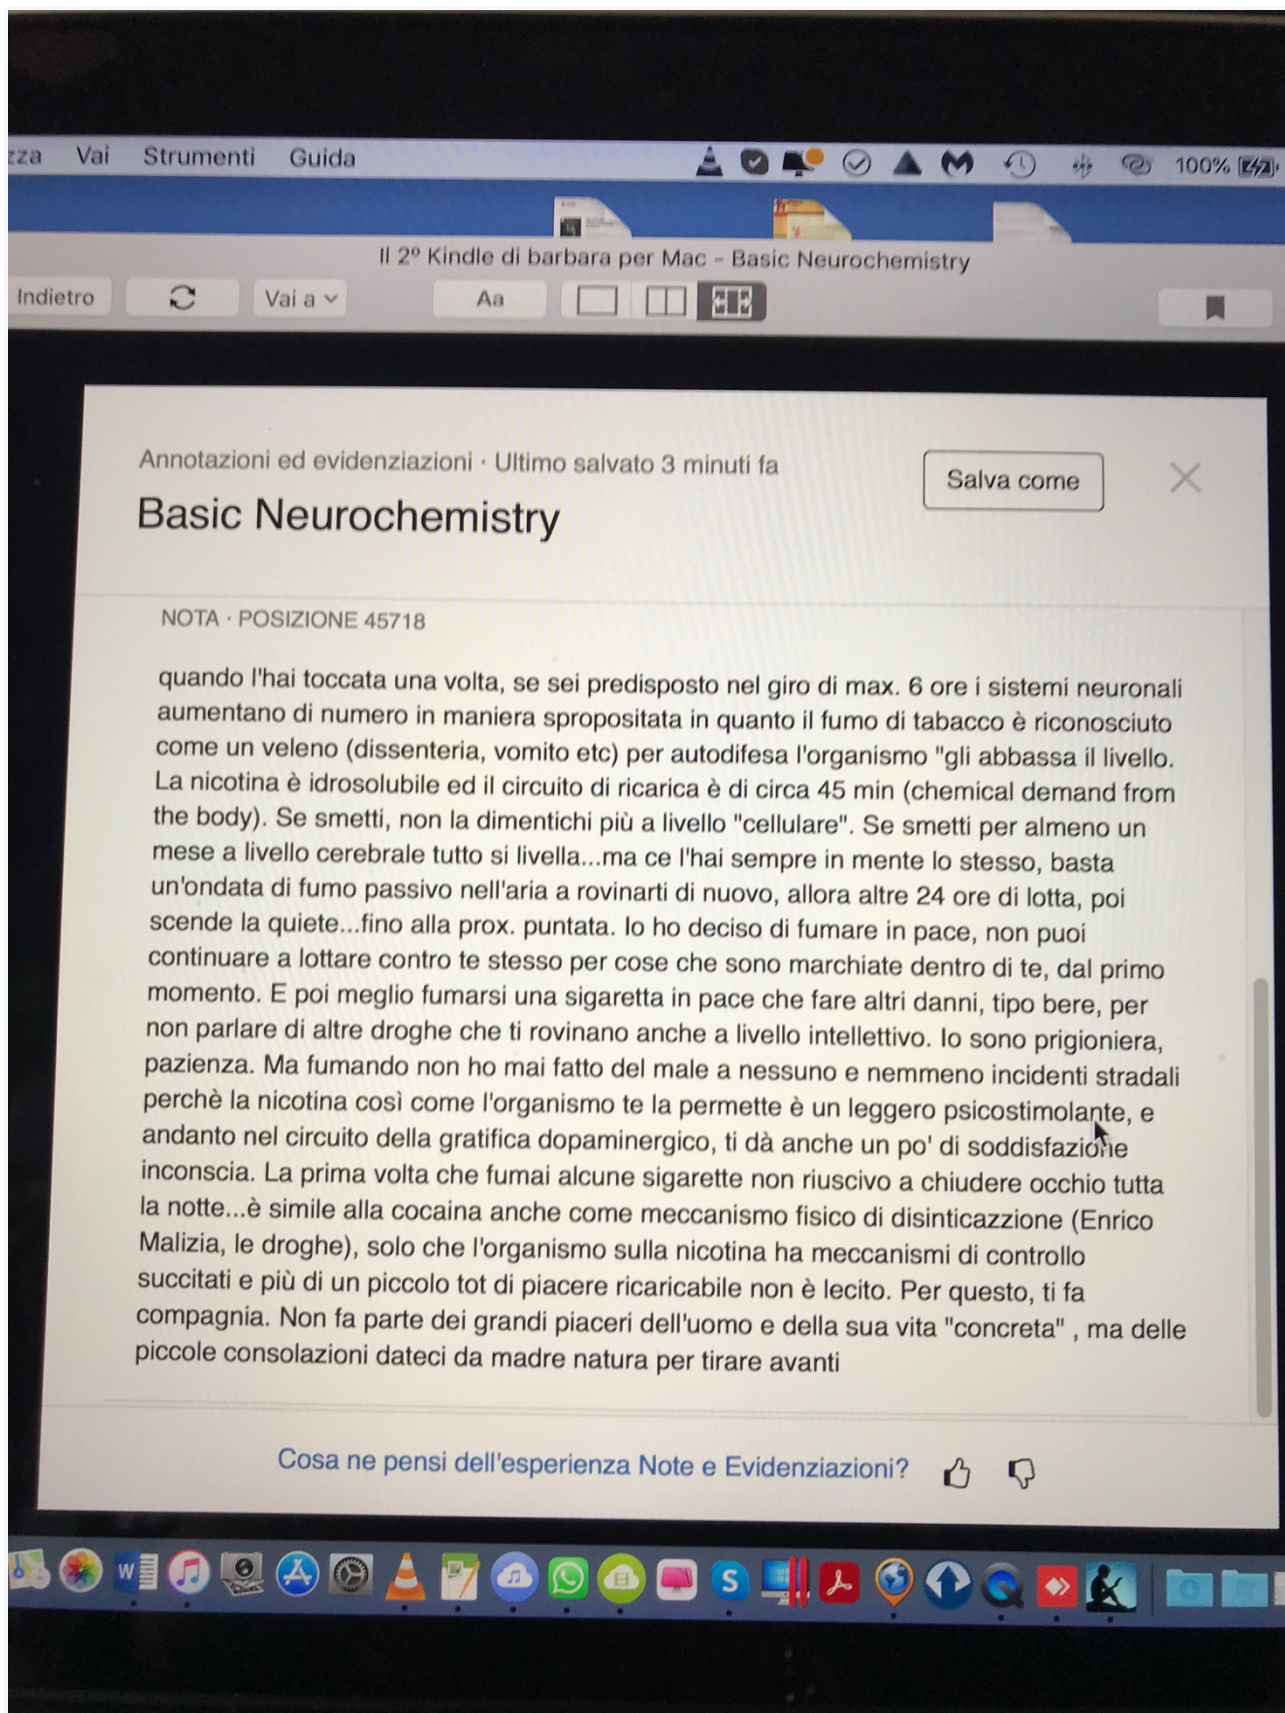 zza Vai Strumenti Guida 100%
Il 2º Kindle di barbara per Mac - Basic Neurochemistry
Indietro Vai a Aa
Annotazioni ed evidenziazioni · Ultimo salvato 3 minuti fa
Salva come
Basic Neurochemistry
NOTA · POSIZIONE 45718
quando l'hai toccata una volta, se sei predisposto nel giro di max. 6 ore i sistemi neuronali
aumentano di numero in maniera spropositata in quanto il fumo di tabacco è riconosciuto
come un veleno (dissenteria, vomito etc) per autodifesa l'organismo "gli abbassa il livello.
La nicotina è idrosolubile ed il circuito di ricarica è di circa 45 min (chemical demand from
the body). Se smetti, non la dimentichi più a livello "cellulare". Se smetti per almeno un
mese a livello cerebrale tutto si livella...ma ce l'hai sempre in mente lo stesso, basta
un'ondata di fumo passivo nell'aria a rovinarti di nuovo, allora altre 24 ore di lotta, poi
scende la quiete...fino alla prox. puntata. Io ho deciso di fumare in pace, non puoi
continuare a lottare contro te stesso per cose che sono marchiate dentro di te, dal primo
momento. E poi meglio fumarsi una sigaretta in pace che fare altri danni, tipo bere, per
non parlare di altre droghe che ti rovinano anche a livello intellettivo. Io sono prigioniera,
pazienza. Ma fumando non ho mai fatto del male a nessuno e nemmeno incidenti stradali
perchè la nicotina così come l'organismo te la permette è un leggero psicostimolante, e
andanto nel circuito della gratifica dopaminergico, ti dà anche un po' di soddisfazione
inconscia. La prima volta che fumai alcune sigarette non riuscivo a chiudere occhio tutta
la notte...è simile alla cocaina anche come meccanismo fisico di disinticazzione (Enrico
Malizia, le droghe), solo che l'organismo sulla nicotina ha meccanismi di controllo
succitati e più di un piccolo tot di piacere ricaricabile non è lecito. Per questo, ti fa
compagnia. Non fa parte dei grandi piaceri dell'uomo e della sua vita "concreta" , ma delle
piccole consolazioni dateci da madre natura per tirare avanti
Cosa ne pensi dell'esperienza Note e Evidenziazioni?
W S